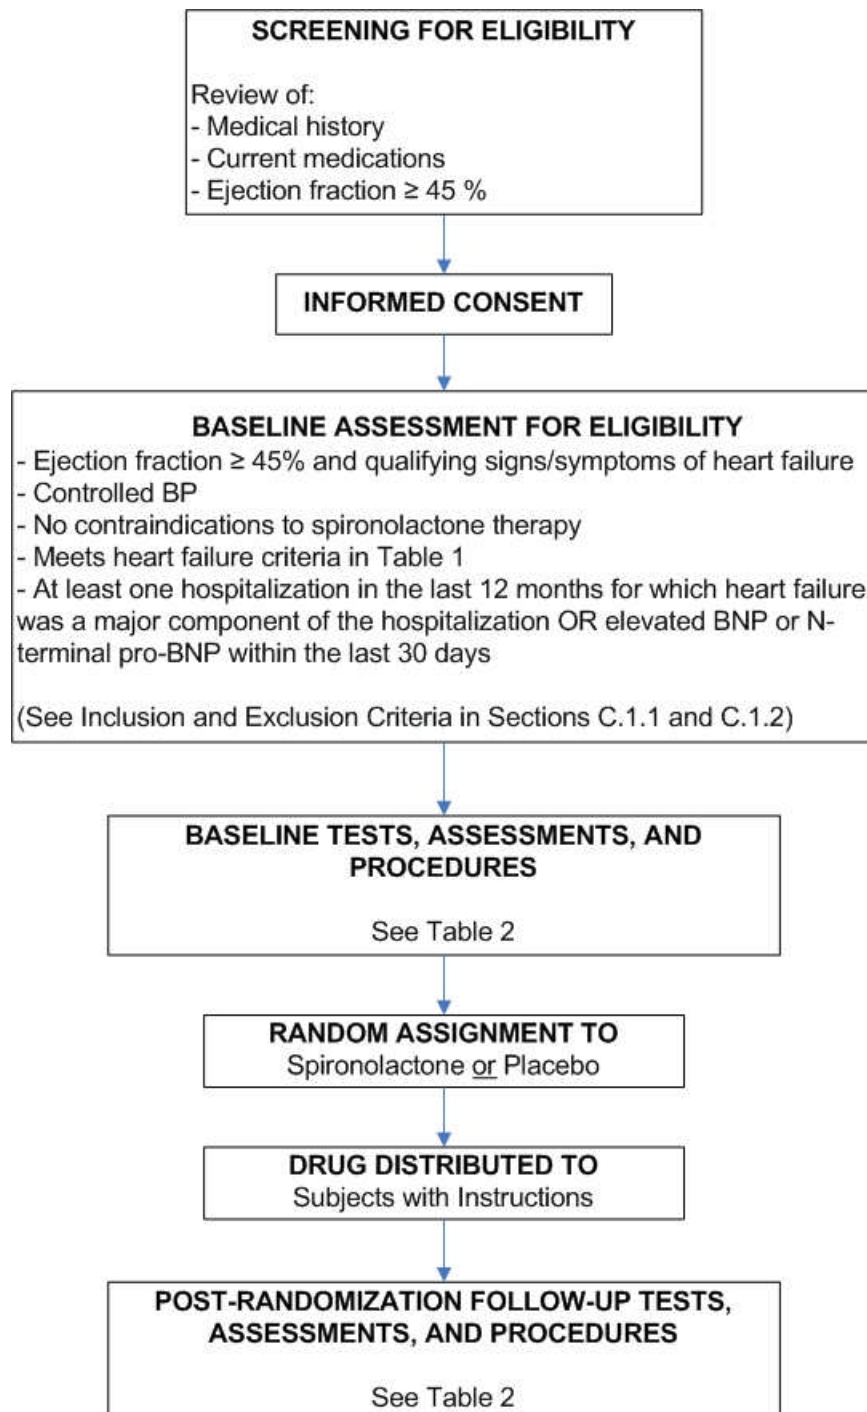 SCREENING FOR ELIGIBILITY
Review of:
- Medical history
- Current medications
- Ejection fraction ≥ 45 %
INFORMED CONSENT
BASELINE ASSESSMENT FOR ELIGIBILITY
- Ejection fraction ≥ 45% and qualifying signs/symptoms of heart failure
- Controlled BP
- No contraindications to spironolactone therapy
- Meets heart failure criteria in Table 1
- At least one hospitalization in the last 12 months for which heart failure
was a major component of the hospitalization OR elevated BNP or N-
terminal pro-BNP within the last 30 days
(See Inclusion and Exclusion Criteria in Sections C.1.1 and C.1.2)
BASELINE TESTS, ASSESSMENTS, AND
PROCEDURES
See Table 2
RANDOM ASSIGNMENT TO
Spironolactone or Placebo
DRUG DISTRIBUTED TO
Subjects with Instructions
POST-RANDOMIZATION FOLLOW-UP TESTS,
ASSESSMENTS, AND PROCEDURES
See Table 2